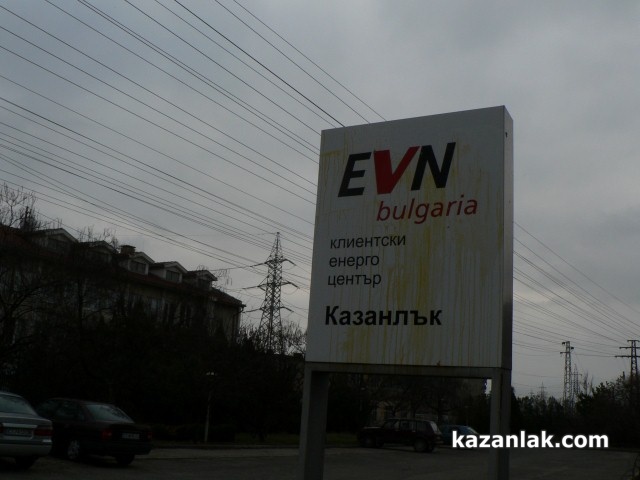 EVN
bulgaria
клиентски
енерго
център
Казанлък
kazanlak.com